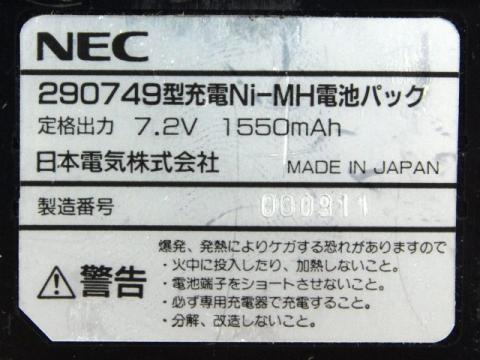 NEC
290749型充電Ni-MH電池パック
定格出力 7.2V 1550mAh
日本電気株式会社 MADE IN JAPAN
製造番号 000911
⚠警告
爆発、発熱によりケガする恐れがありますので
・火中に投入したり、加熱しないこと。
・電池端子をショートさせないこと。
・必ず専用充電器で充電すること。
・分解、改造しないこと。